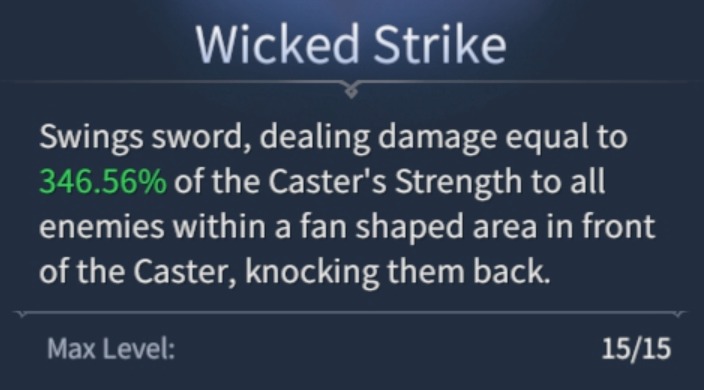 Wicked Strike
Swings sword, dealing damage equal to
346.56% of the Caster's Strength to all
enemies within a fan shaped area in front
of the Caster, knocking them back.
Max Level: 15/15